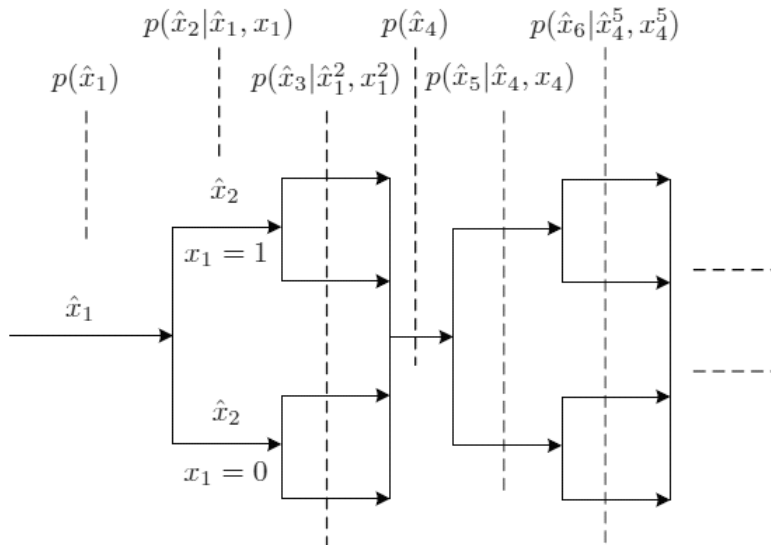 p(x̂₂|x̂₁, x₁) p(x̂₄) p(x̂₆|x̂₄⁵, x₄⁵)
p(x̂₁) p(x̂₃|x̂₁², x₁²) p(x̂₅|x̂₄, x₄)
x̂₂
x₁ = 1
x̂₁
x̂₂
x₁ = 0